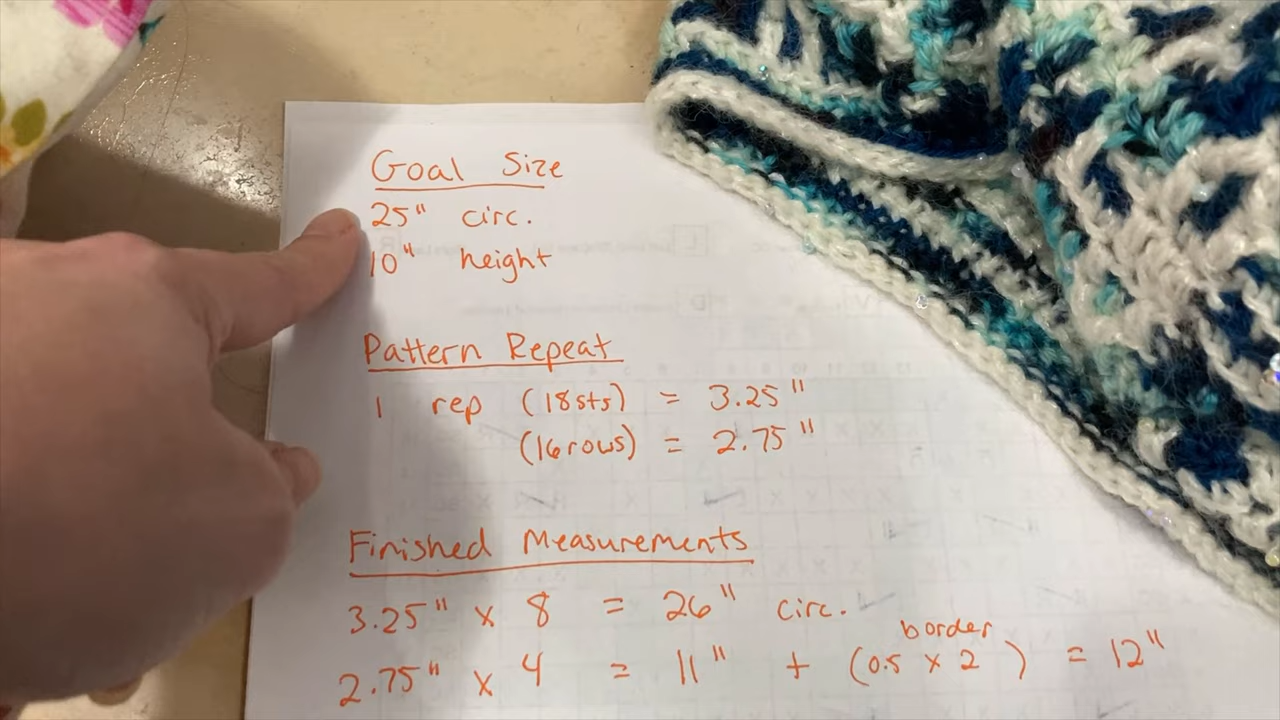 Goal Size
25" circ.
10" height
Pattern Repeat
1 rep (18sts) = 3.25"
(16rows) = 2.75"
Finished Measurements
3.25" x 8 = 26" circ.
border
2.75" x 4 = 11" + (0.5 x 2) = 12"